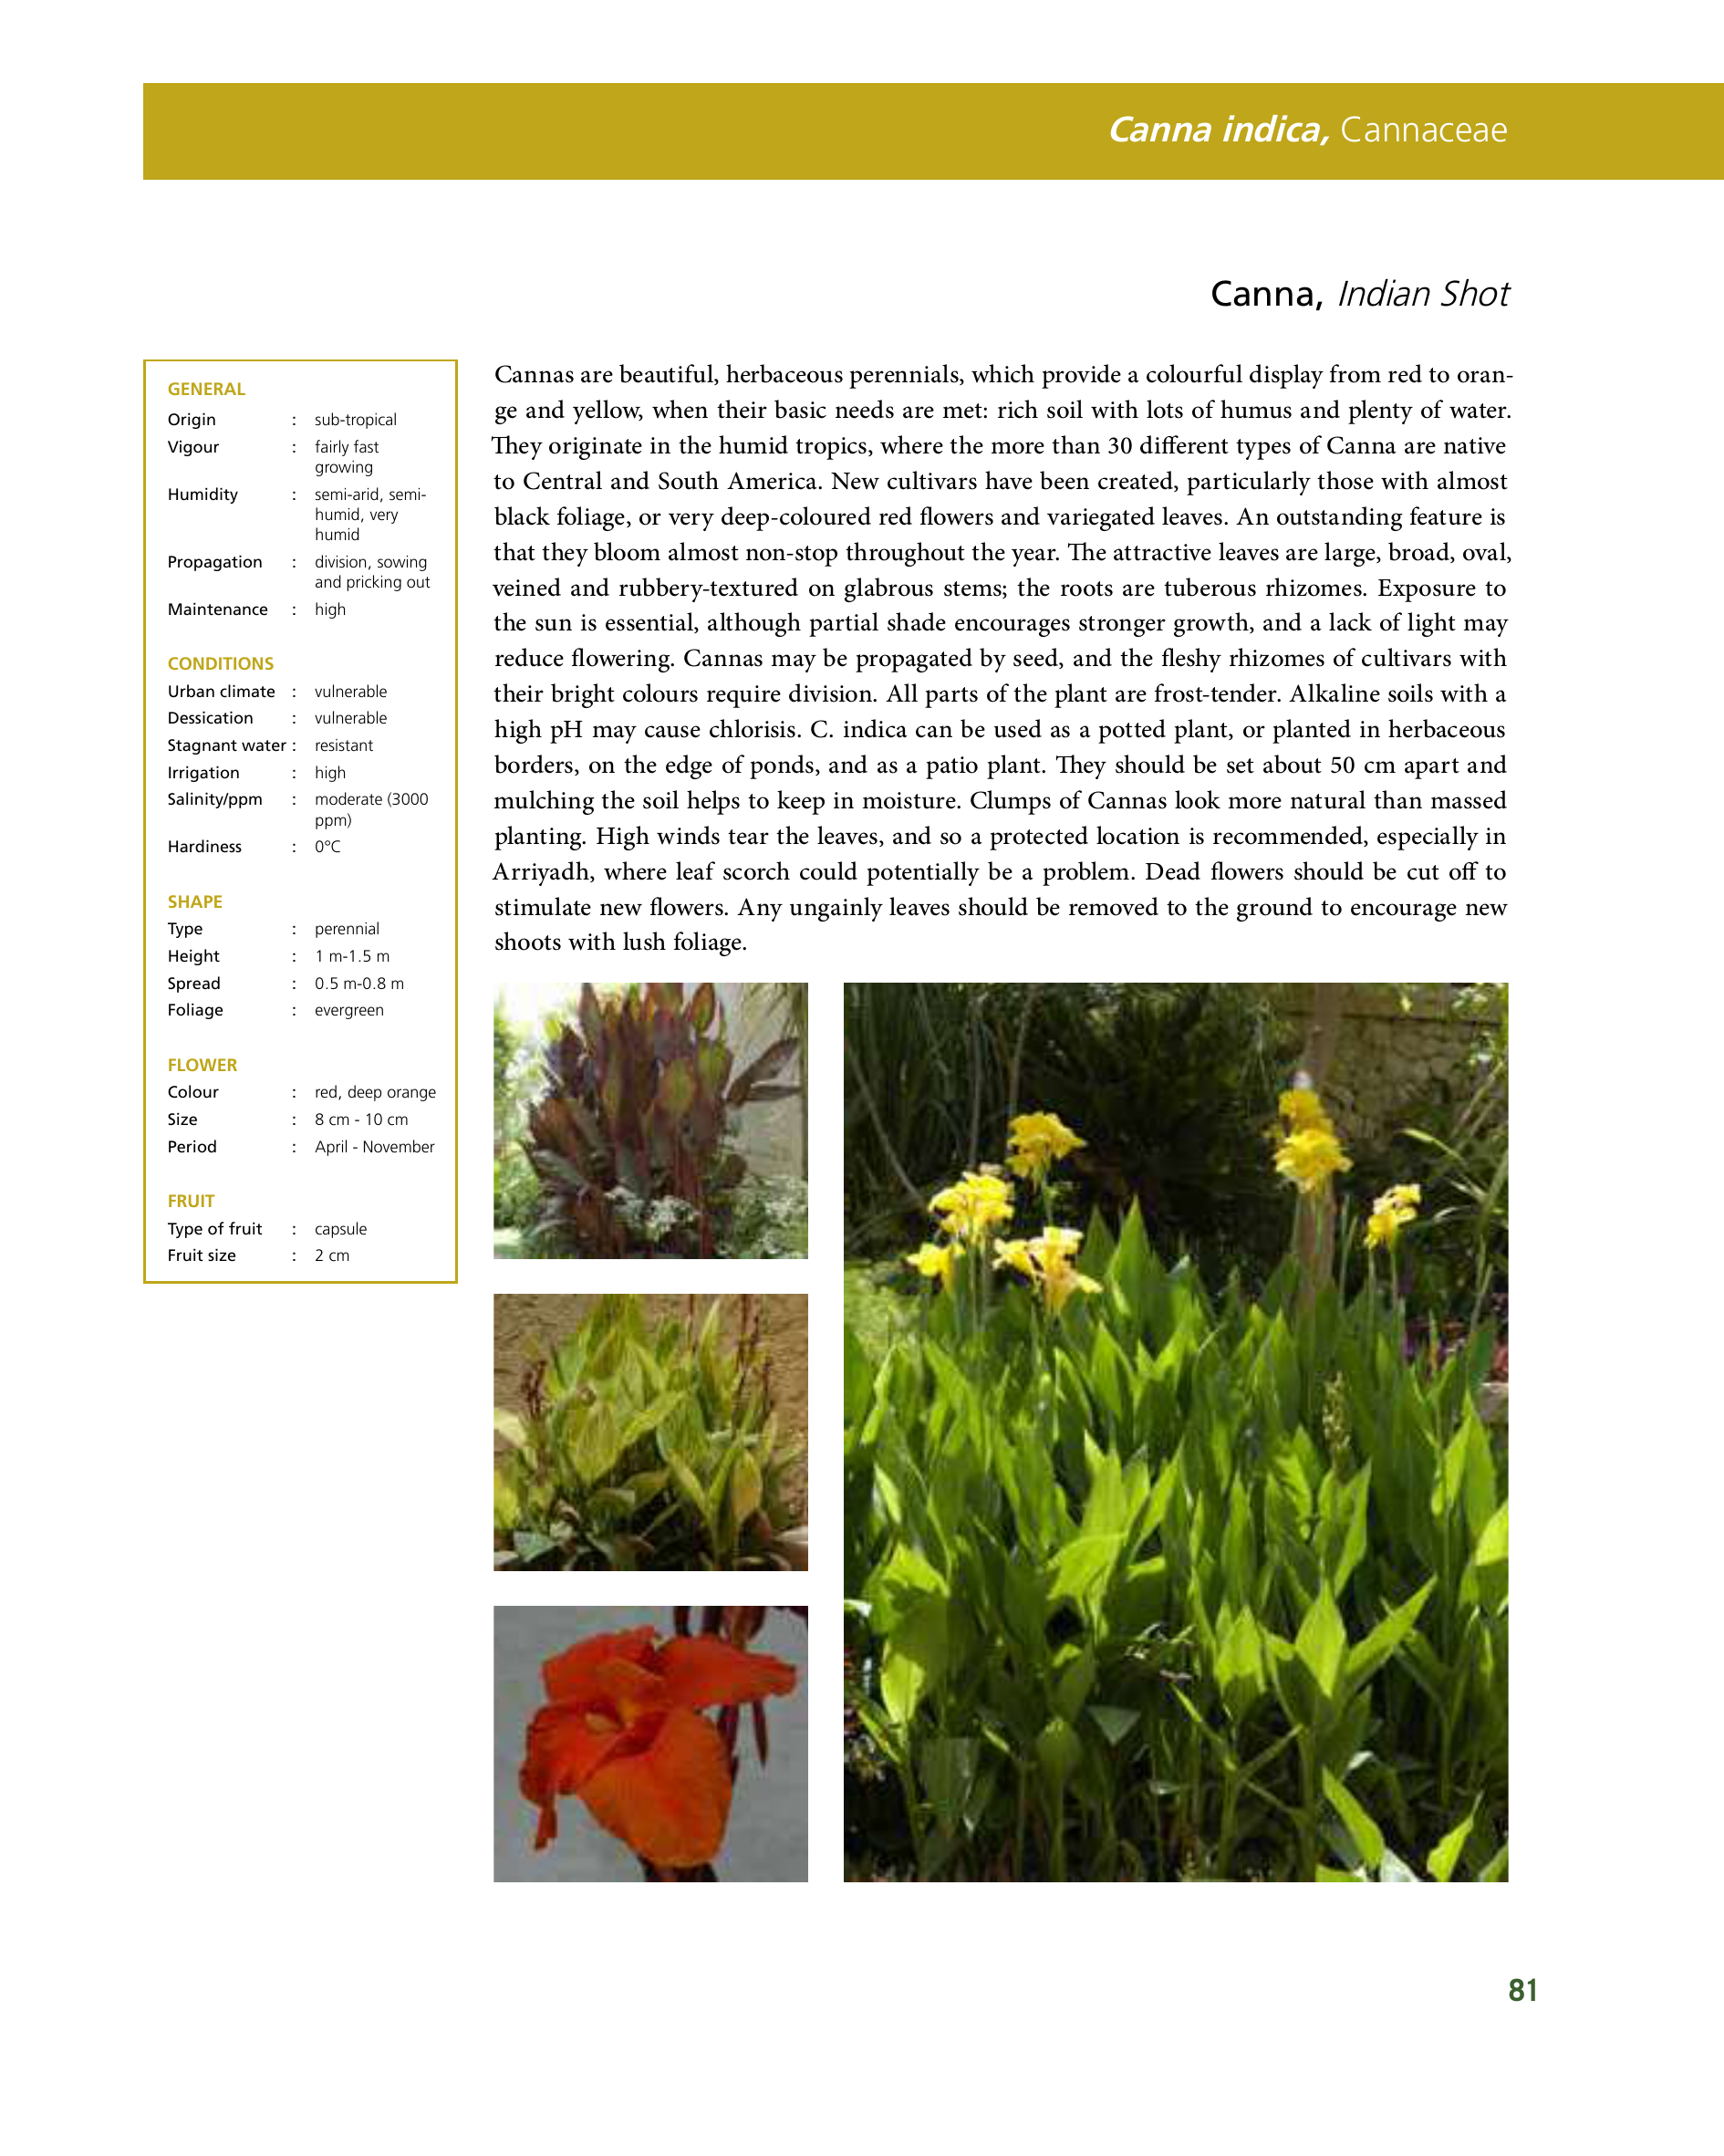 Canna indica, Cannaceae
Canna, Indian Shot
GENERAL
Origin : sub-tropical
Vigour : fairly fast
growing
Humidity : semi-arid, semi-
humid, very
humid
Propagation : division, sowing
and pricking out
Maintenance : high
CONDITIONS
Urban climate : vulnerable
Dessication : vulnerable
Stagnant water : resistant
Irrigation : high
Salinity/ppm : moderate (3000
ppm)
Hardiness : 0°C
SHAPE
Type : perennial
Height : 1 m-1.5 m
Spread : 0.5 m-0.8 m
Foliage : evergreen
FLOWER
Colour : red, deep orange
Size : 8 cm - 10 cm
Period : April - November
FRUIT
Type of fruit : capsule
Fruit size : 2 cm
Cannas are beautiful, herbaceous perennials, which provide a colourful display from red to oran-
ge and yellow, when their basic needs are met: rich soil with lots of humus and plenty of water.
They originate in the humid tropics, where the more than 30 different types of Canna are native
to Central and South America. New cultivars have been created, particularly those with almost
black foliage, or very deep-coloured red flowers and variegated leaves. An outstanding feature is
that they bloom almost non-stop throughout the year. The attractive leaves are large, broad, oval,
veined and rubbery-textured on glabrous stems; the roots are tuberous rhizomes. Exposure to
the sun is essential, although partial shade encourages stronger growth, and a lack of light may
reduce flowering. Cannas may be propagated by seed, and the fleshy rhizomes of cultivars with
their bright colours require division. All parts of the plant are frost-tender. Alkaline soils with a
high pH may cause chlorisis. C. indica can be used as a potted plant, or planted in herbaceous
borders, on the edge of ponds, and as a patio plant. They should be set about 50 cm apart and
mulching the soil helps to keep in moisture. Clumps of Cannas look more natural than massed
planting. High winds tear the leaves, and so a protected location is recommended, especially in
Arriyadh, where leaf scorch could potentially be a problem. Dead flowers should be cut off to
stimulate new flowers. Any ungainly leaves should be removed to the ground to encourage new
shoots with lush foliage.
81